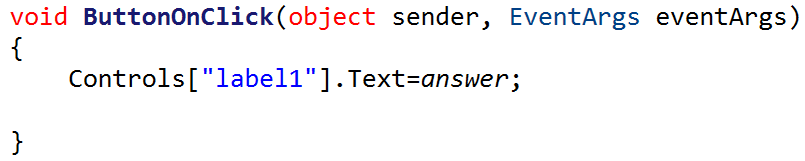 void ButtonOnClick(object sender, EventArgs eventArgs)
{
    Controls["label1"].Text=answer;
}